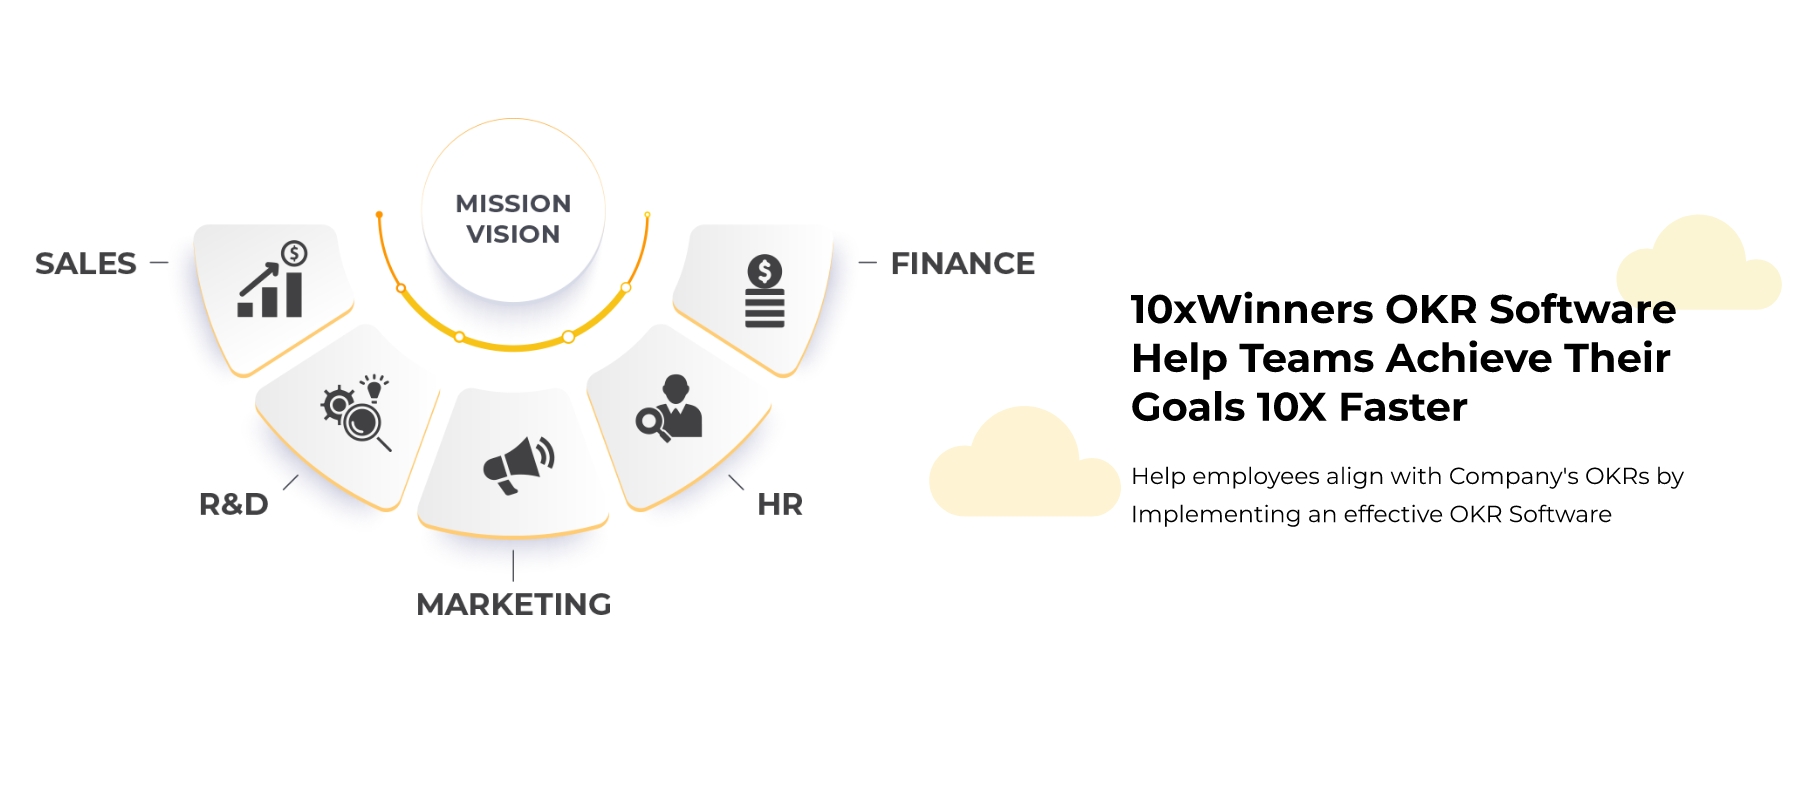 MISSION
VISION
SALES
FINANCE
R&D
HR
MARKETING
10xWinners OKR Software
Help Teams Achieve Their
Goals 10X Faster
Help employees align with Company's OKRs by
Implementing an effective OKR Software